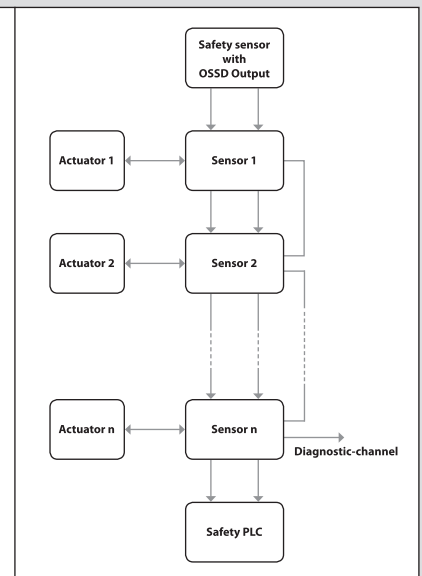 Safety sensor
with
OSSD Output
Actuator 1
Sensor 1
Actuator 2
Sensor 2
Actuator n
Sensor n
Diagnostic-channel
Safety PLC